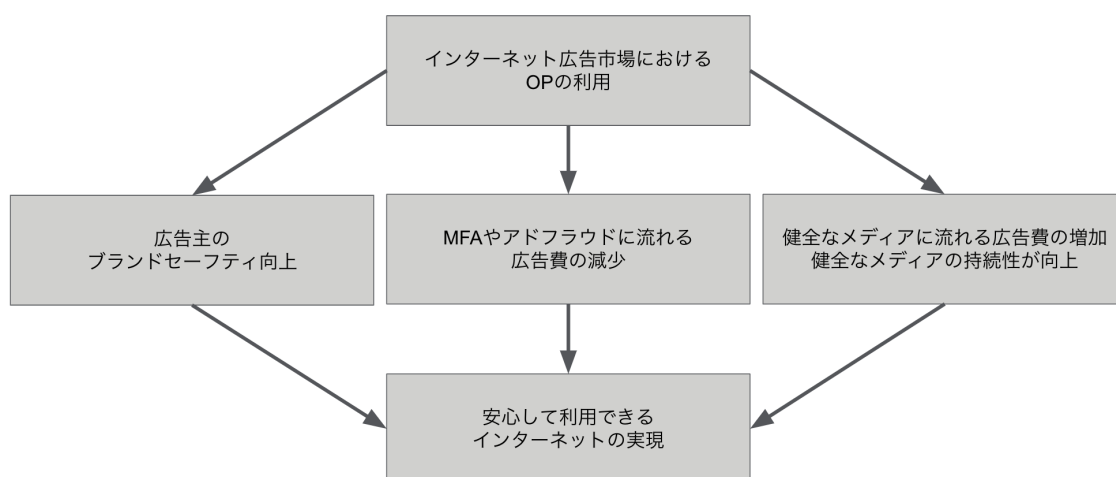 インターネット広告市場における
OPの利用
広告主の
ブランドセーフティ向上
MFAやアドフラウドに流れる
広告費の減少
健全なメディアに流れる広告費の増加
健全なメディアの持続性が向上
安心して利用できる
インターネットの実現